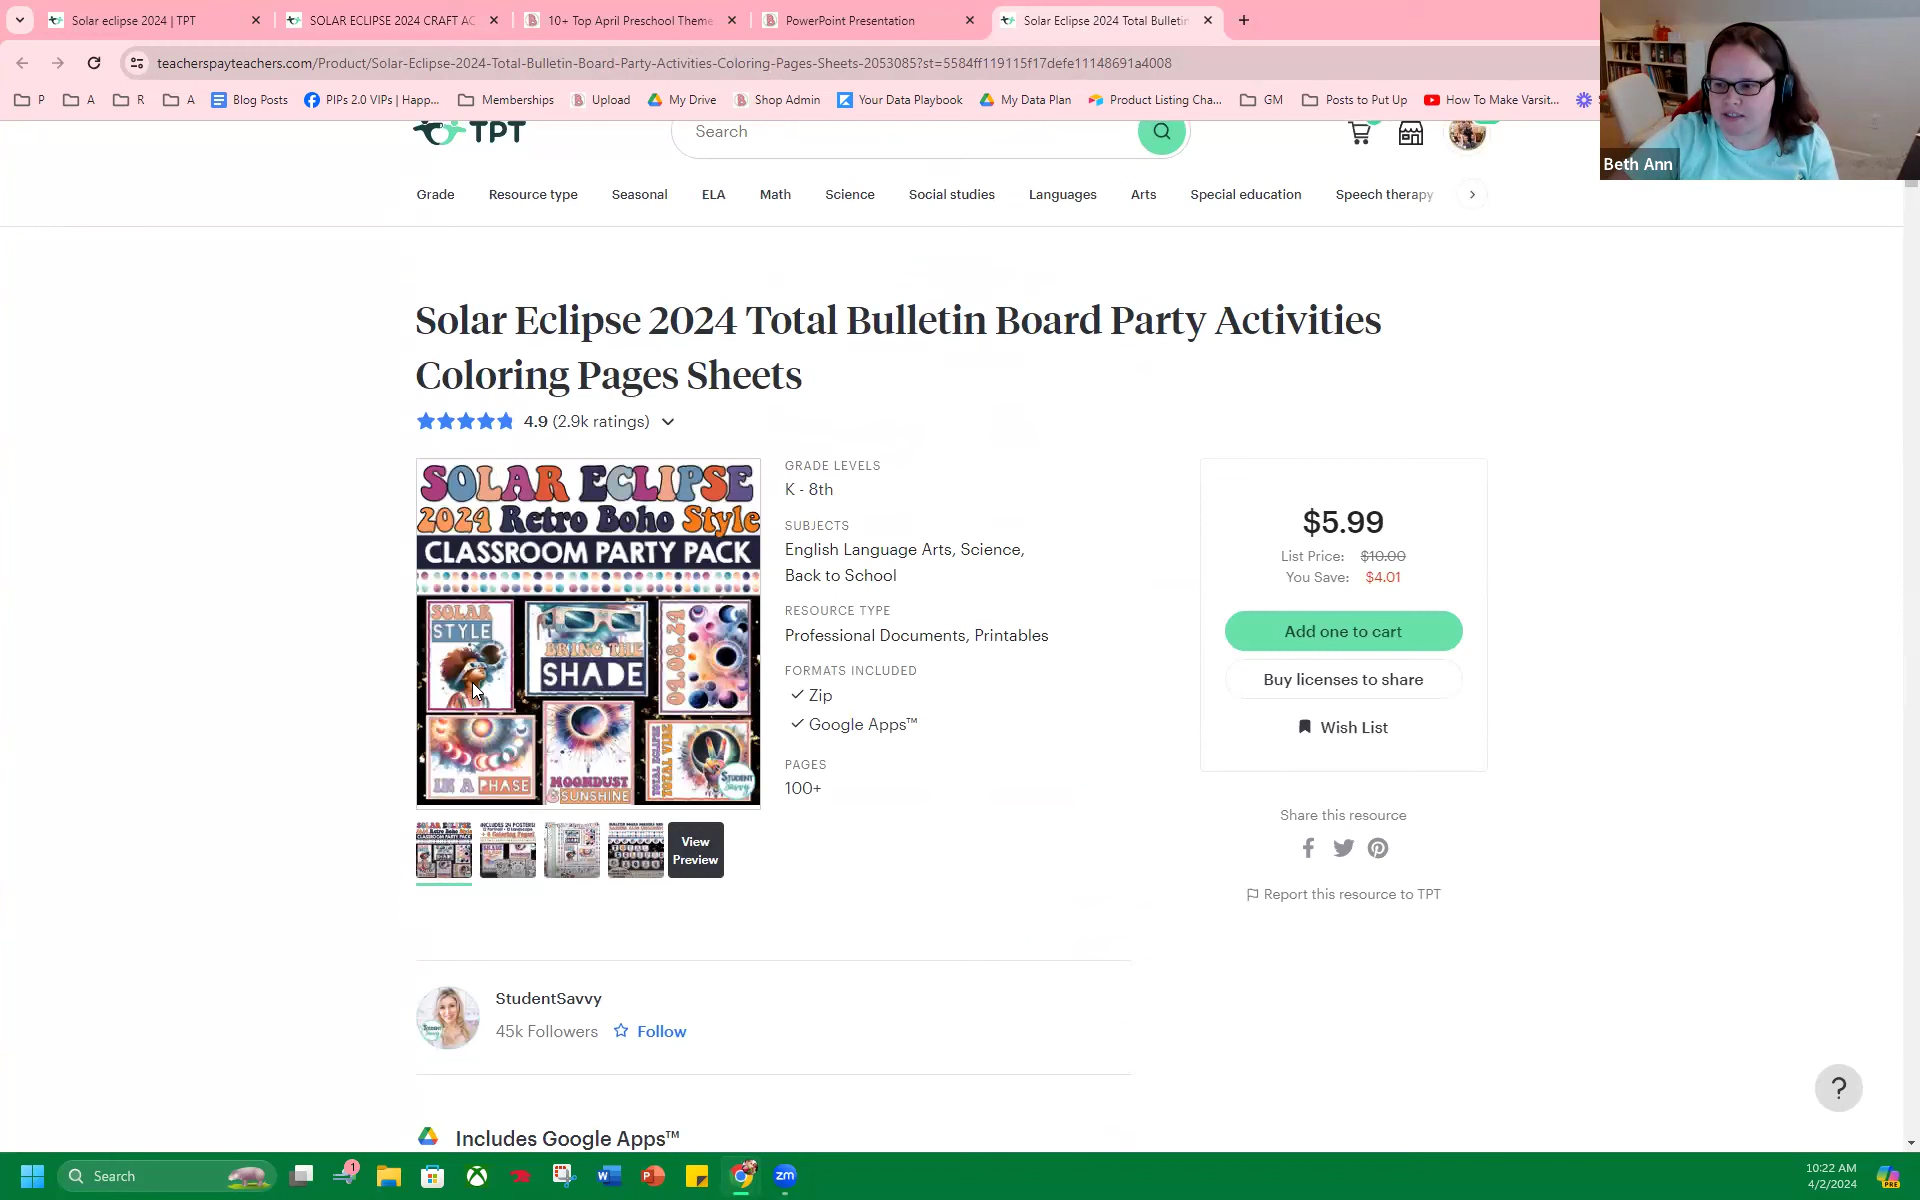 Solar eclipse 2024 | TPT
SOLAR ECLIPSE 2024 CRAFT AC
10+ Top April Preschool Theme
PowerPoint Presentation
Solar Eclipse 2024 Total Bulletin
teacherspayteachers.com/Product/Solar-Eclipse-2024-Total-Bulletin-Board-Party-Activities-Coloring-Pages-Sheets-2053085?st=5584ff119115f17defe11148691a4008
P
A
R
A
Blog Posts
PIPs 2.0 VIPs | Happ...
Memberships
Upload
My Drive
Shop Admin
Your Data Playbook
My Data Plan
Product Listing Cha...
GM
Posts to Put Up
How To Make Varsit...
Beth Ann
TPT
Search
Grade
Resource type
Seasonal
ELA
Math
Science
Social studies
Languages
Arts
Special education
Speech therapy
Solar Eclipse 2024 Total Bulletin Board Party Activities
Coloring Pages Sheets
4.9 (2.9k ratings)
SOLAR ECLIPSE
2024 Retro Boho Style
CLASSROOM PARTY PACK
SOLAR
STYLE
BRING THE
SHADE
04.08.24
IN A PHASE
MOONDUST
& SUNSHINE
TOTAL ECLIPSE
TOTAL VIBE
STUDENT
Savvy
View
Preview
GRADE LEVELS
K - 8th
SUBJECTS
English Language Arts, Science,
Back to School
RESOURCE TYPE
Professional Documents, Printables
FORMATS INCLUDED
Zip
Google Apps™
PAGES
100+
$5.99
List Price: $10.00
You Save: $4.01
Add one to cart
Buy licenses to share
Wish List
Share this resource
Report this resource to TPT
StudentSavvy
45k Followers
Follow
Includes Google Apps™
?
Search
1
zm
10:22 AM
4/2/2024
PRE